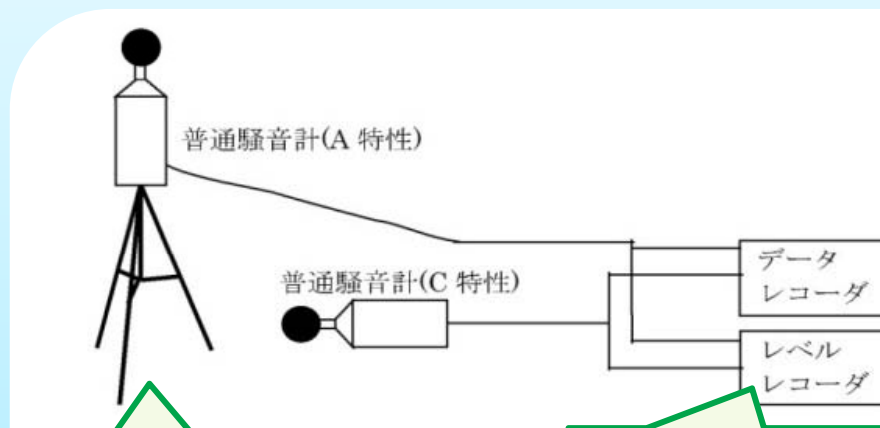 普通騒音計(A 特性)
普通騒音計(C 特性)
データ
レコーダ
レベル
レコーダ